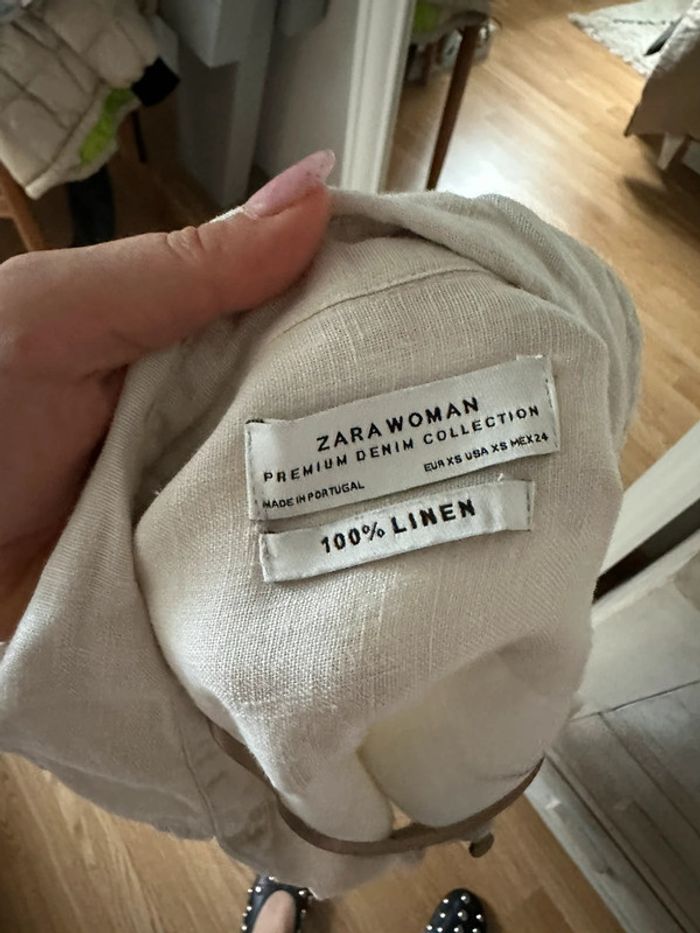 ZARA WOMAN
PREMIUM DENIM COLLECTION
MADE IN PORTUGAL EUR XS USA XS MEX 24
100% LINEN